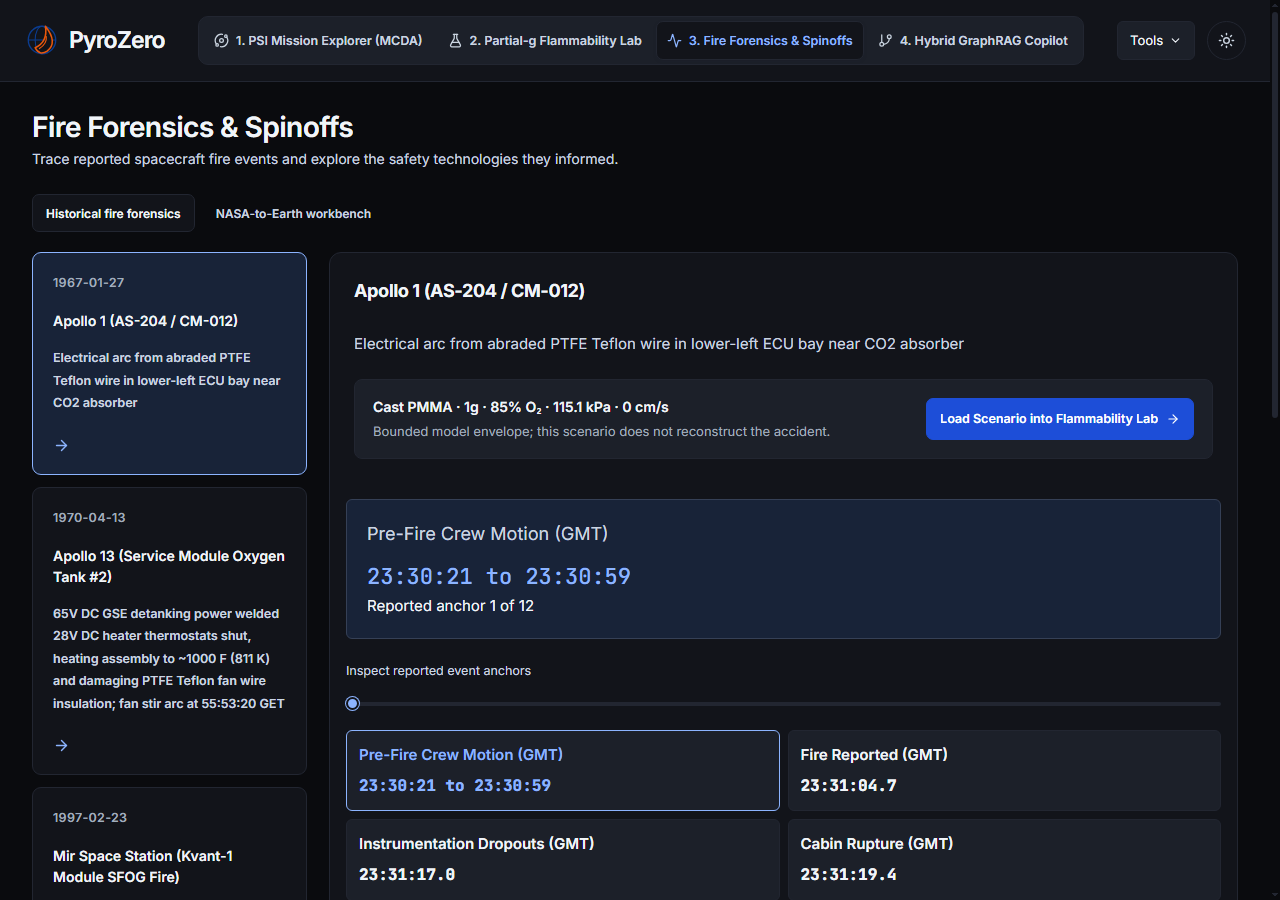 PyroZero
1. PSI Mission Explorer (MCDA)
2. Partial-g Flammability Lab
3. Fire Forensics & Spinoffs
4. Hybrid GraphRAG Copilot
Tools
Fire Forensics & Spinoffs
Trace reported spacecraft fire events and explore the safety technologies they informed.
Historical fire forensics
NASA-to-Earth workbench
1967-01-27
Apollo 1 (AS-204 / CM-012)
Electrical arc from abraded PTFE
Teflon wire in lower-left ECU bay near
CO2 absorber
1970-04-13
Apollo 13 (Service Module Oxygen
Tank #2)
65V DC GSE detanking power welded
28V DC heater thermostats shut,
heating assembly to ~1000 F (811 K)
and damaging PTFE Teflon fan wire
insulation; fan stir arc at 55:53:20 GET
1997-02-23
Mir Space Station (Kvant-1
Module SFOG Fire)
Apollo 1 (AS-204 / CM-012)
Electrical arc from abraded PTFE Teflon wire in lower-left ECU bay near CO2 absorber
Cast PMMA · 1g · 85% O₂ · 115.1 kPa · 0 cm/s
Bounded model envelope; this scenario does not reconstruct the accident.
Load Scenario into Flammability Lab
Pre-Fire Crew Motion (GMT)
23:30:21 to 23:30:59
Reported anchor 1 of 12
Inspect reported event anchors
Pre-Fire Crew Motion (GMT)
23:30:21 to 23:30:59
Fire Reported (GMT)
23:31:04.7
Instrumentation Dropouts (GMT)
23:31:17.0
Cabin Rupture (GMT)
23:31:19.4